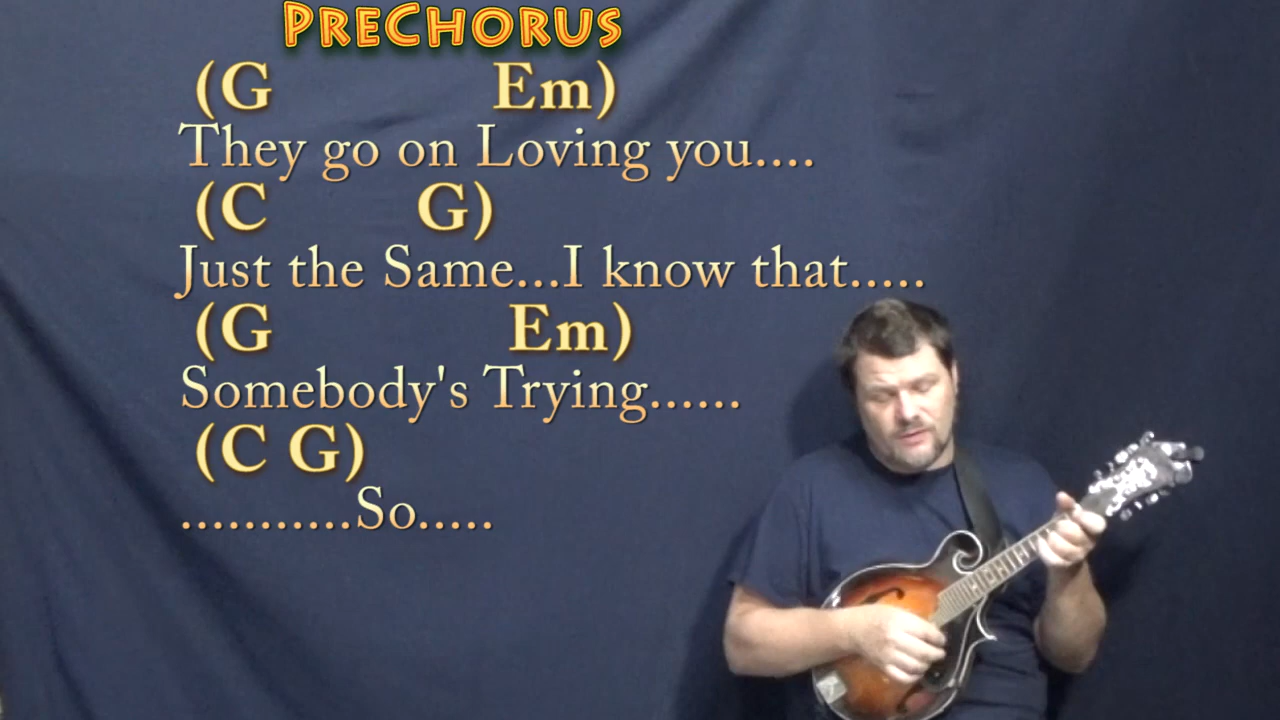 PRECHORUS
(G Em)
They go on Loving you....
(C G)
Just the Same...I know that.....
(G Em)
Somebody's Trying......
(C G)
...........So.....